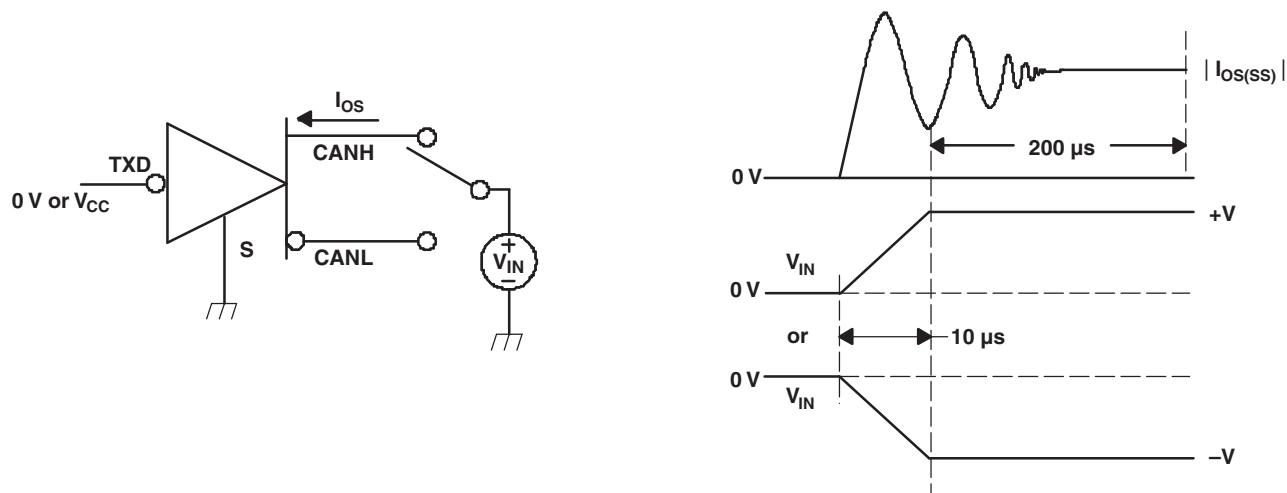 I_OS
CANH
TXD
0 V or V_CC
S
CANL
V_IN
+
–
| I_OS(SS) |
200 µs
0 V
+V
V_IN
0 V
or
10 µs
0 V
V_IN
–V